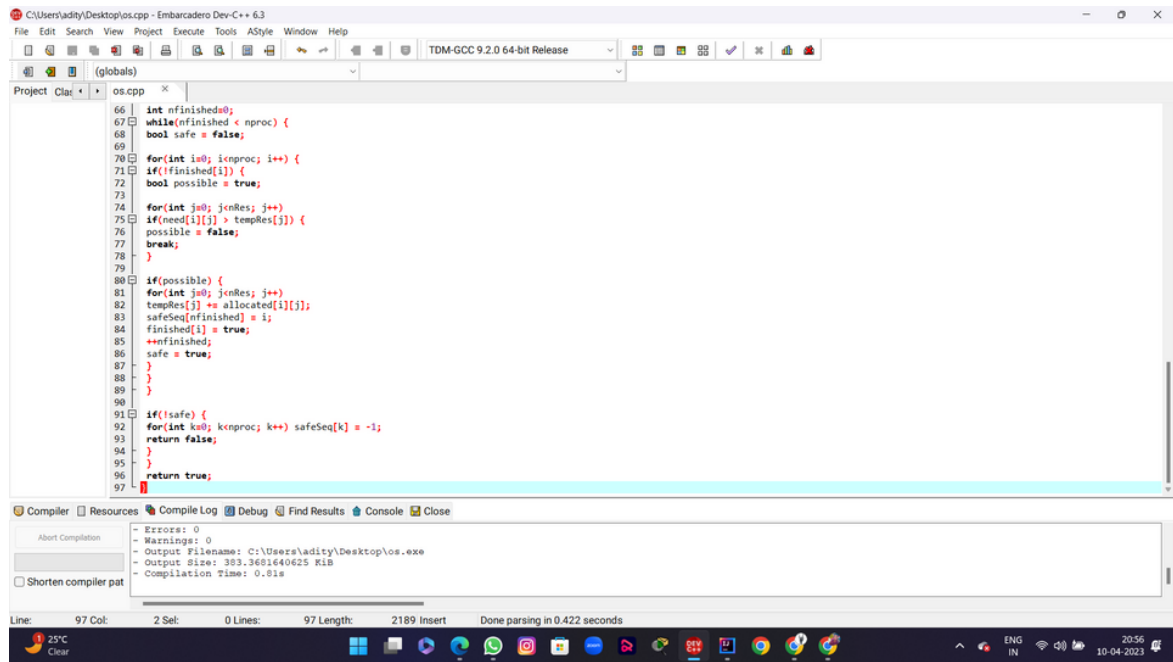 C:\Users\adity\Desktop\os.cpp - Embarcadero Dev-C++ 6.3
File Edit Search View Project Execute Tools AStyle Window Help
TDM-GCC 9.2.0 64-bit Release
(globals)
Project Clas os.cpp
66 int nfinished=0;
67 while(nfinished < nproc) {
68 bool safe = false;
69
70 for(int i=0; i<nproc; i++) {
71 if(!finished[i]) {
72 bool possible = true;
73
74 for(int j=0; j<nRes; j++)
75 if(need[i][j] > tempRes[j]) {
76 possible = false;
77 break;
78 }
79
80 if(possible) {
81 for(int j=0; j<nRes; j++)
82 tempRes[j] += allocated[i][j];
83 safeSeq[nfinished] = i;
84 finished[i] = true;
85 ++nfinished;
86 safe = true;
87 }
88 }
89 }
90
91 if(!safe) {
92 for(int k=0; k<nproc; k++) safeSeq[k] = -1;
93 return false;
94 }
95 }
96 return true;
97 }
Compiler Resources Compile Log Debug Find Results Console Close
Abort Compilation
Shorten compiler pat
- Errors: 0
- Warnings: 0
- Output Filename: C:\Users\adity\Desktop\os.exe
- Output Size: 383.3681640625 KiB
- Compilation Time: 0.81s
Line: 97 Col: 2 Sel: 0 Lines: 97 Length: 2189 Insert Done parsing in 0.422 seconds
1 25°C
Clear
zoom
DEV C++
IJ
ENG
IN
20:56
10-04-2023